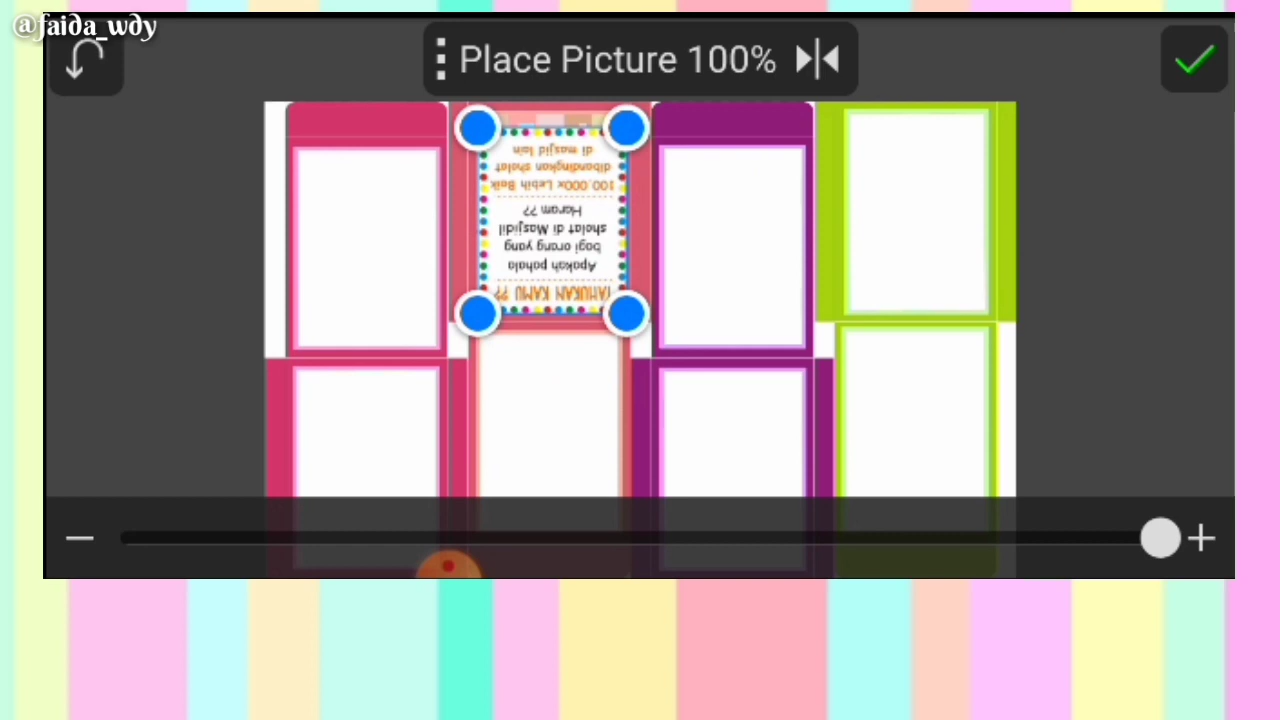 @faida_wdy
Place Picture 100%
TAHUKAN KAMU ??
Apakah pahala
bagi orang yang
sholat di Masjidil
Haram ??
100.000x Lebih Baik
dibandingkan sholat
di masjid lain